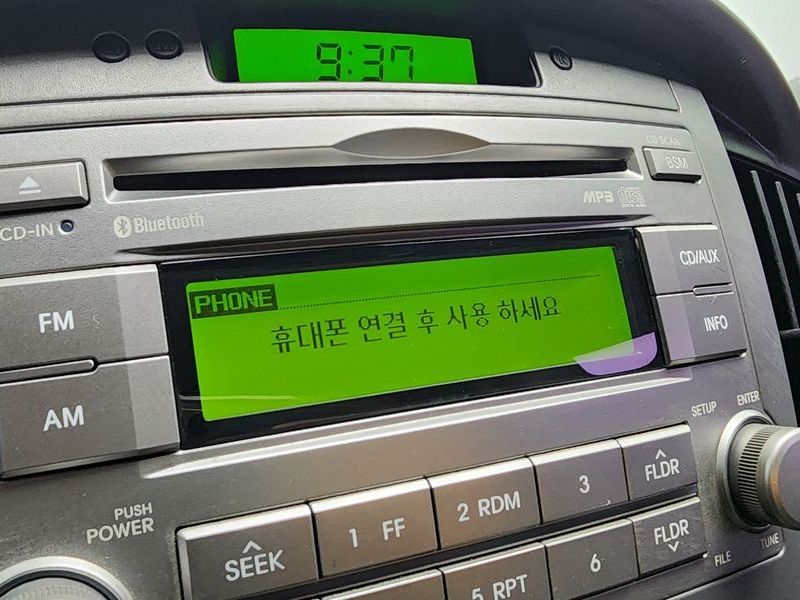 9:37
CD SCAN
BSM
MP3
CD-IN
Bluetooth
CD/AUX
PHONE
휴대폰 연결 후 사용 하세요
FM
INFO
AM
SETUP
ENTER
PUSH
POWER
SEEK
1 FF
2 RDM
3
FLDR
5 RPT
6
FLDR
FILE
TUNE